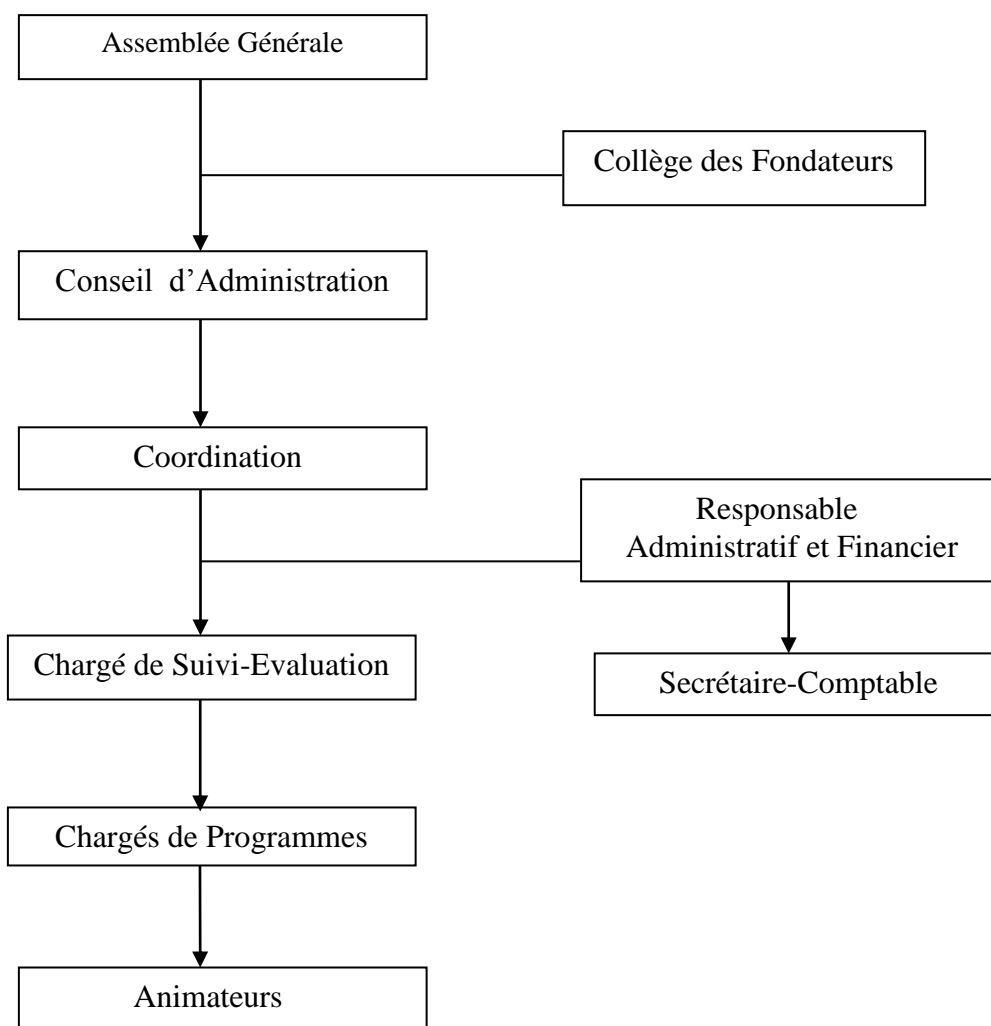 Assemblée Générale
Collège des Fondateurs
Conseil d’Administration
Coordination
Responsable
Administratif et Financier
Chargé de Suivi-Evaluation
Secrétaire-Comptable
Chargés de Programmes
Animateurs